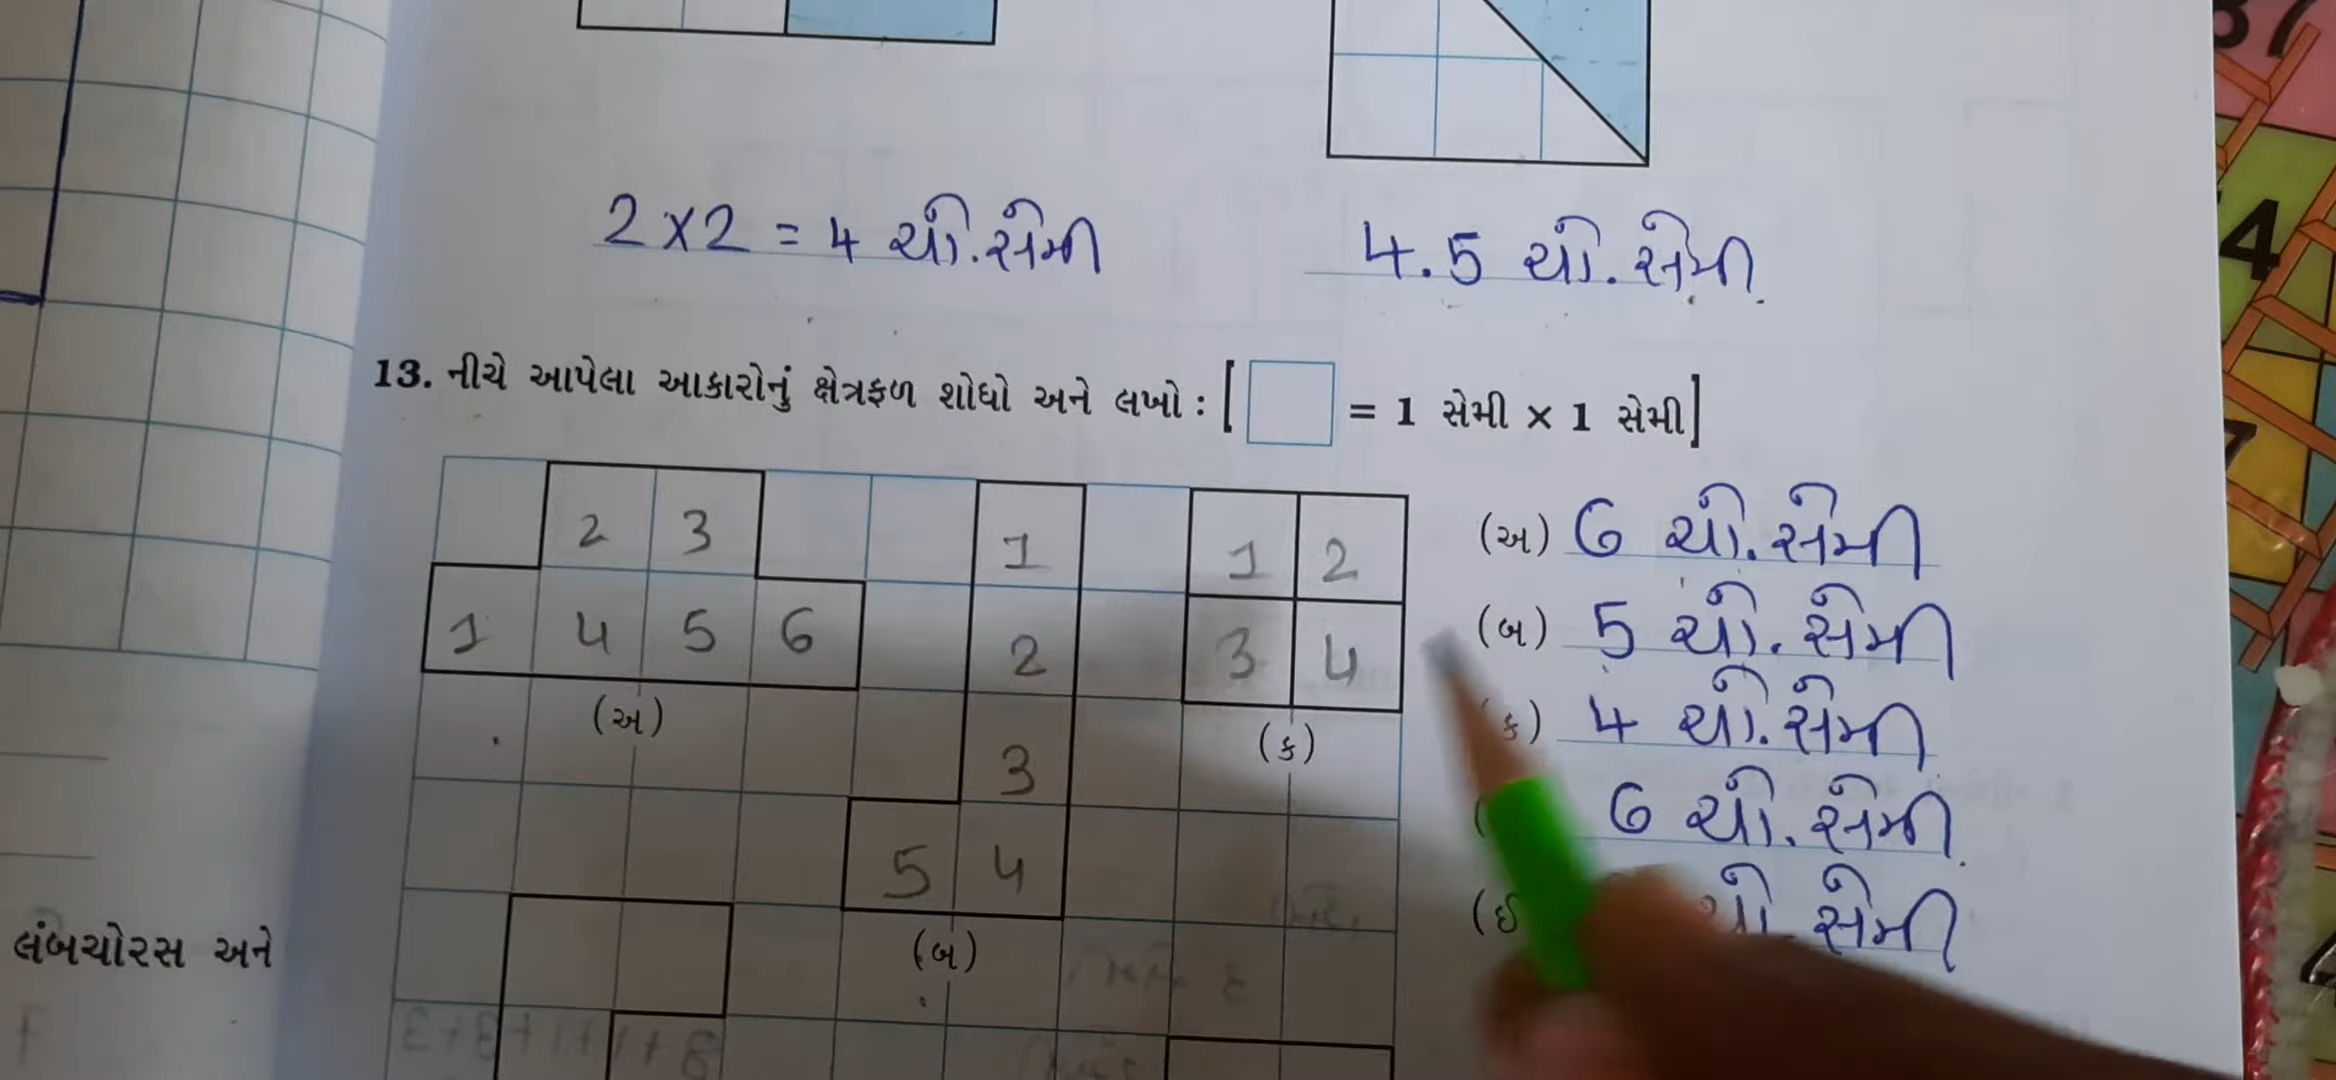 2 × 2 = 4 ચો.સેમી
4.5 ચો.સેમી.
13. નીચે આપેલા આકારોનું ક્ષેત્રફળ શોધો અને લખો : [ = 1 સેમી × 1 સેમી]
2 3
1 4 5 6
(અ)
1
2
3
5 4
(બ)
1 2
3 4
(ક)
(અ) 6 ચો.સેમી
(બ) 5 ચો.સેમી
(ક) 4 ચો.સેમી
6 ચો.સેમી.
(ઈ ચો.સેમી
લંબચોરસ અને
4